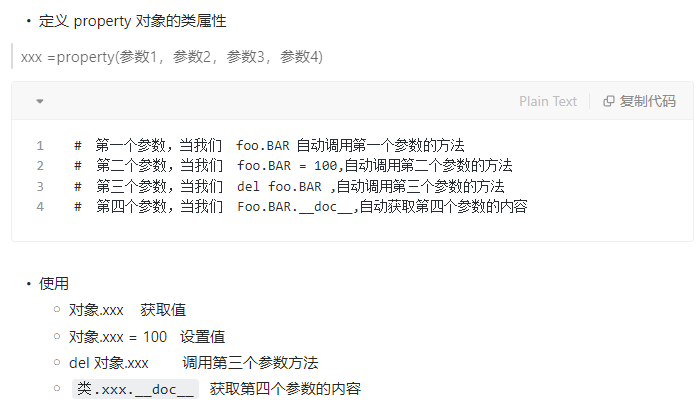 • 定义 property 对象的类属性
xxx =property(参数1，参数2，参数3，参数4)
Plain Text 复制代码
1 # 第一个参数，当我们 foo.BAR 自动调用第一个参数的方法
2 # 第二个参数，当我们 foo.BAR = 100,自动调用第二个参数的方法
3 # 第三个参数，当我们 del foo.BAR ,自动调用第三个参数的方法
4 # 第四个参数，当我们 Foo.BAR.__doc__,自动获取第四个参数的内容
• 使用
○ 对象.xxx 获取值
○ 对象.xxx = 100 设置值
○ del 对象.xxx 调用第三个参数方法
○ 类.xxx.__doc__ 获取第四个参数的内容